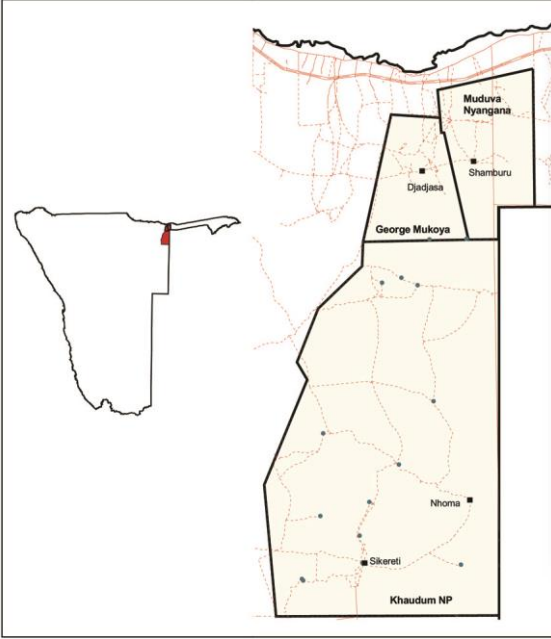 Muduva
Nyangana
Shamburu
Djadjasa
George Mukoya
Nhoma
Sikereti
Khaudum NP